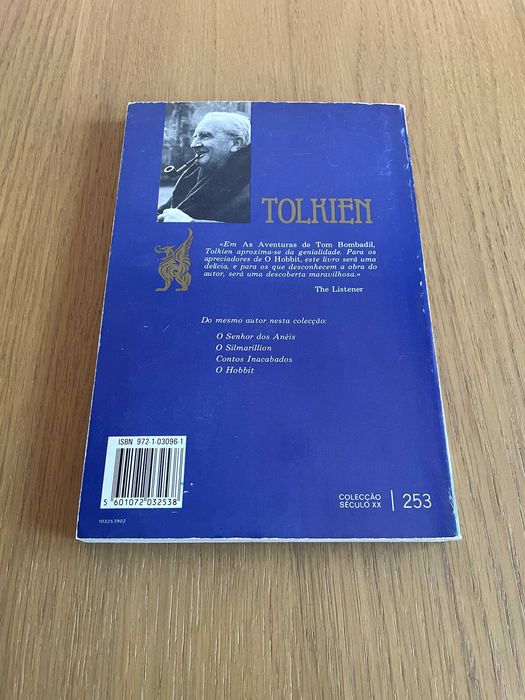 TOLKIEN
«Em As Aventuras de Tom Bombadil,
Tolkien aproxima-se da genialidade. Para os
apreciadores de O Hobbit, este livro será uma
delícia, e para os que desconhecem a obra do
autor, será uma descoberta maravilhosa.»
The Listener
Do mesmo autor nesta colecção:
O Senhor dos Anéis
O Silmarillion
Contos Inacabados
O Hobbit
ISBN 972-1-03096-1
5 601072 032538
103253902
COLECÇÃO
SÉCULO XX
253